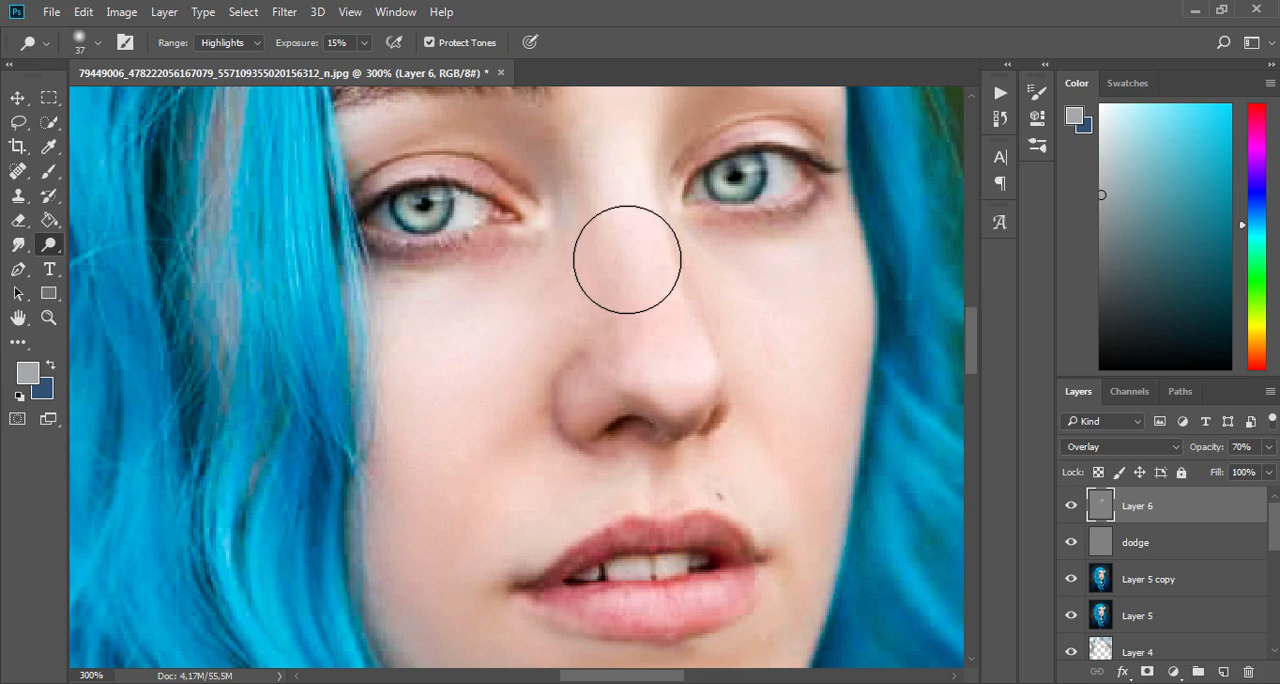 Ps File Edit Image Layer Type Select Filter 3D View Window Help
37 Range: Highlights Exposure: 15% Protect Tones
79449006_478222056167079_557109355020156312_n.jpg @ 300% (Layer 6, RGB/8#) *
Color Swatches
Layers Channels Paths
Kind
Overlay Opacity: 70%
Lock: Fill: 100%
Layer 6
dodge
Layer 5 copy
Layer 5
Layer 4
300% Doc: 4,17M/55,5M